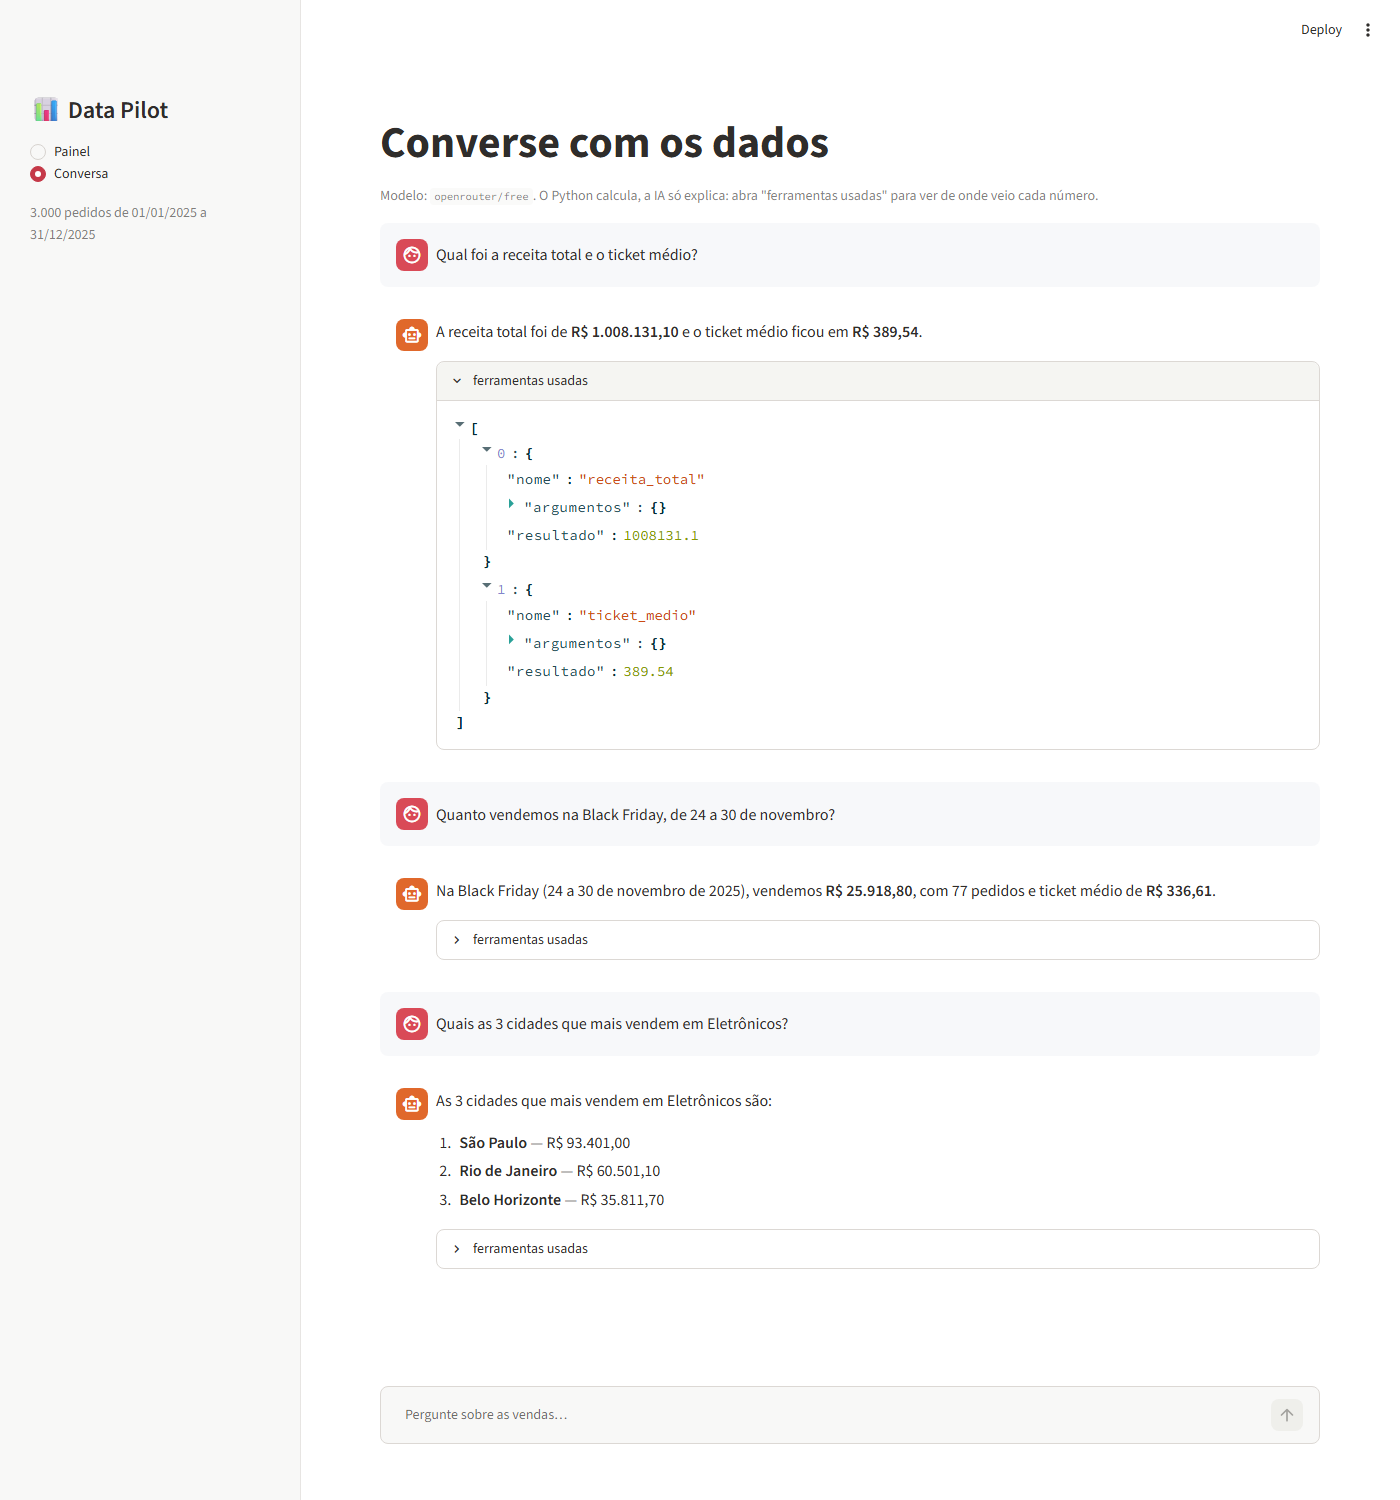 Deploy
Data Pilot
Painel
Conversa
3.000 pedidos de 01/01/2025 a
31/12/2025
Converse com os dados
Modelo: openrouter/free. O Python calcula, a IA só explica: abra "ferramentas usadas" para ver de onde veio cada número.
Qual foi a receita total e o ticket médio?
A receita total foi de R$ 1.008.131,10 e o ticket médio ficou em R$ 389,54.
ferramentas usadas
[
0 : {
"nome" : "receita_total"
"argumentos" : {}
"resultado" : 1008131.1
}
1 : {
"nome" : "ticket_medio"
"argumentos" : {}
"resultado" : 389.54
}
]
Quanto vendemos na Black Friday, de 24 a 30 de novembro?
Na Black Friday (24 a 30 de novembro de 2025), vendemos R$ 25.918,80, com 77 pedidos e ticket médio de R$ 336,61.
ferramentas usadas
Quais as 3 cidades que mais vendem em Eletrônicos?
As 3 cidades que mais vendem em Eletrônicos são:
1. São Paulo — R$ 93.401,00
2. Rio de Janeiro — R$ 60.501,10
3. Belo Horizonte — R$ 35.811,70
ferramentas usadas
Pergunte sobre as vendas...